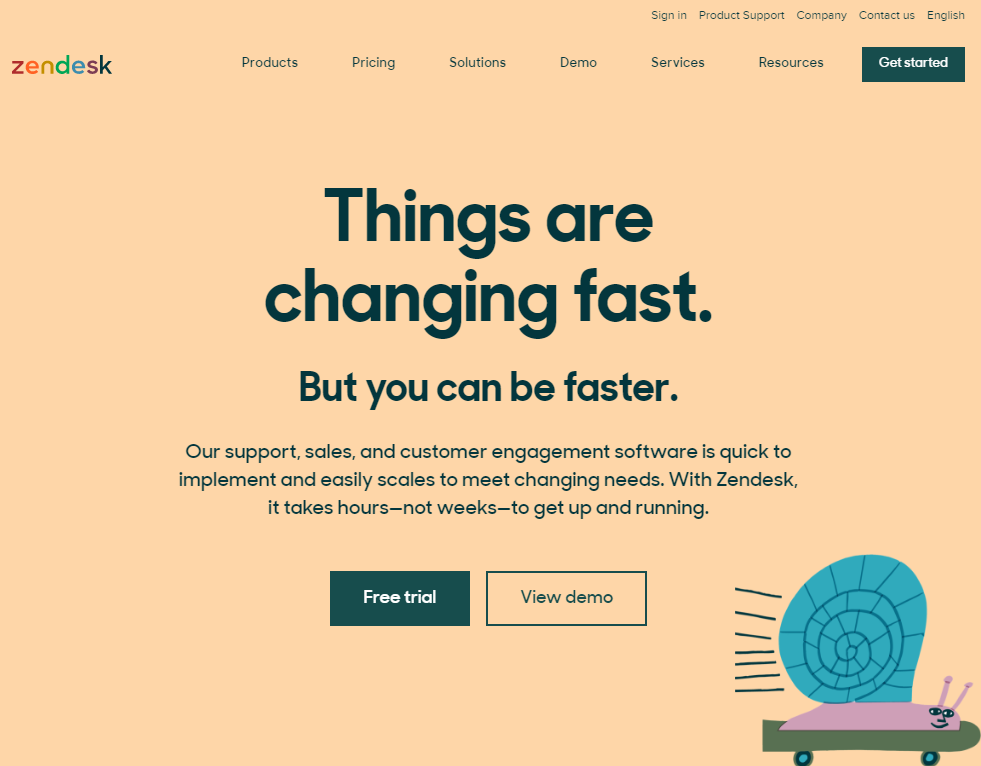 Sign in Product Support Company Contact us English
zendesk Products Pricing Solutions Demo Services Resources Get started
Things are
changing fast.
But you can be faster.
Our support, sales, and customer engagement software is quick to
implement and easily scales to meet changing needs. With Zendesk,
it takes hours—not weeks—to get up and running.
Free trial View demo